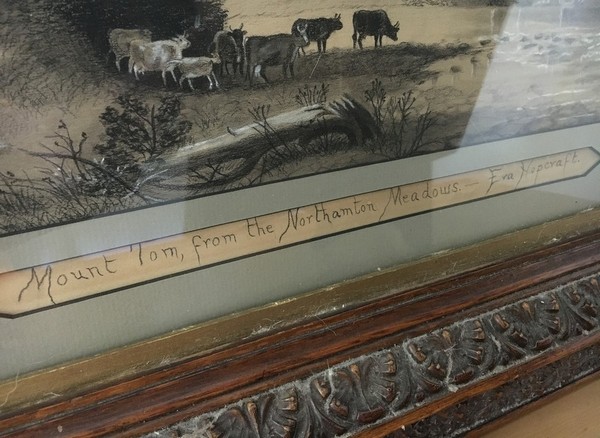 Mount Tom, from the Northamton Meadows. — Eva Hopcraft.